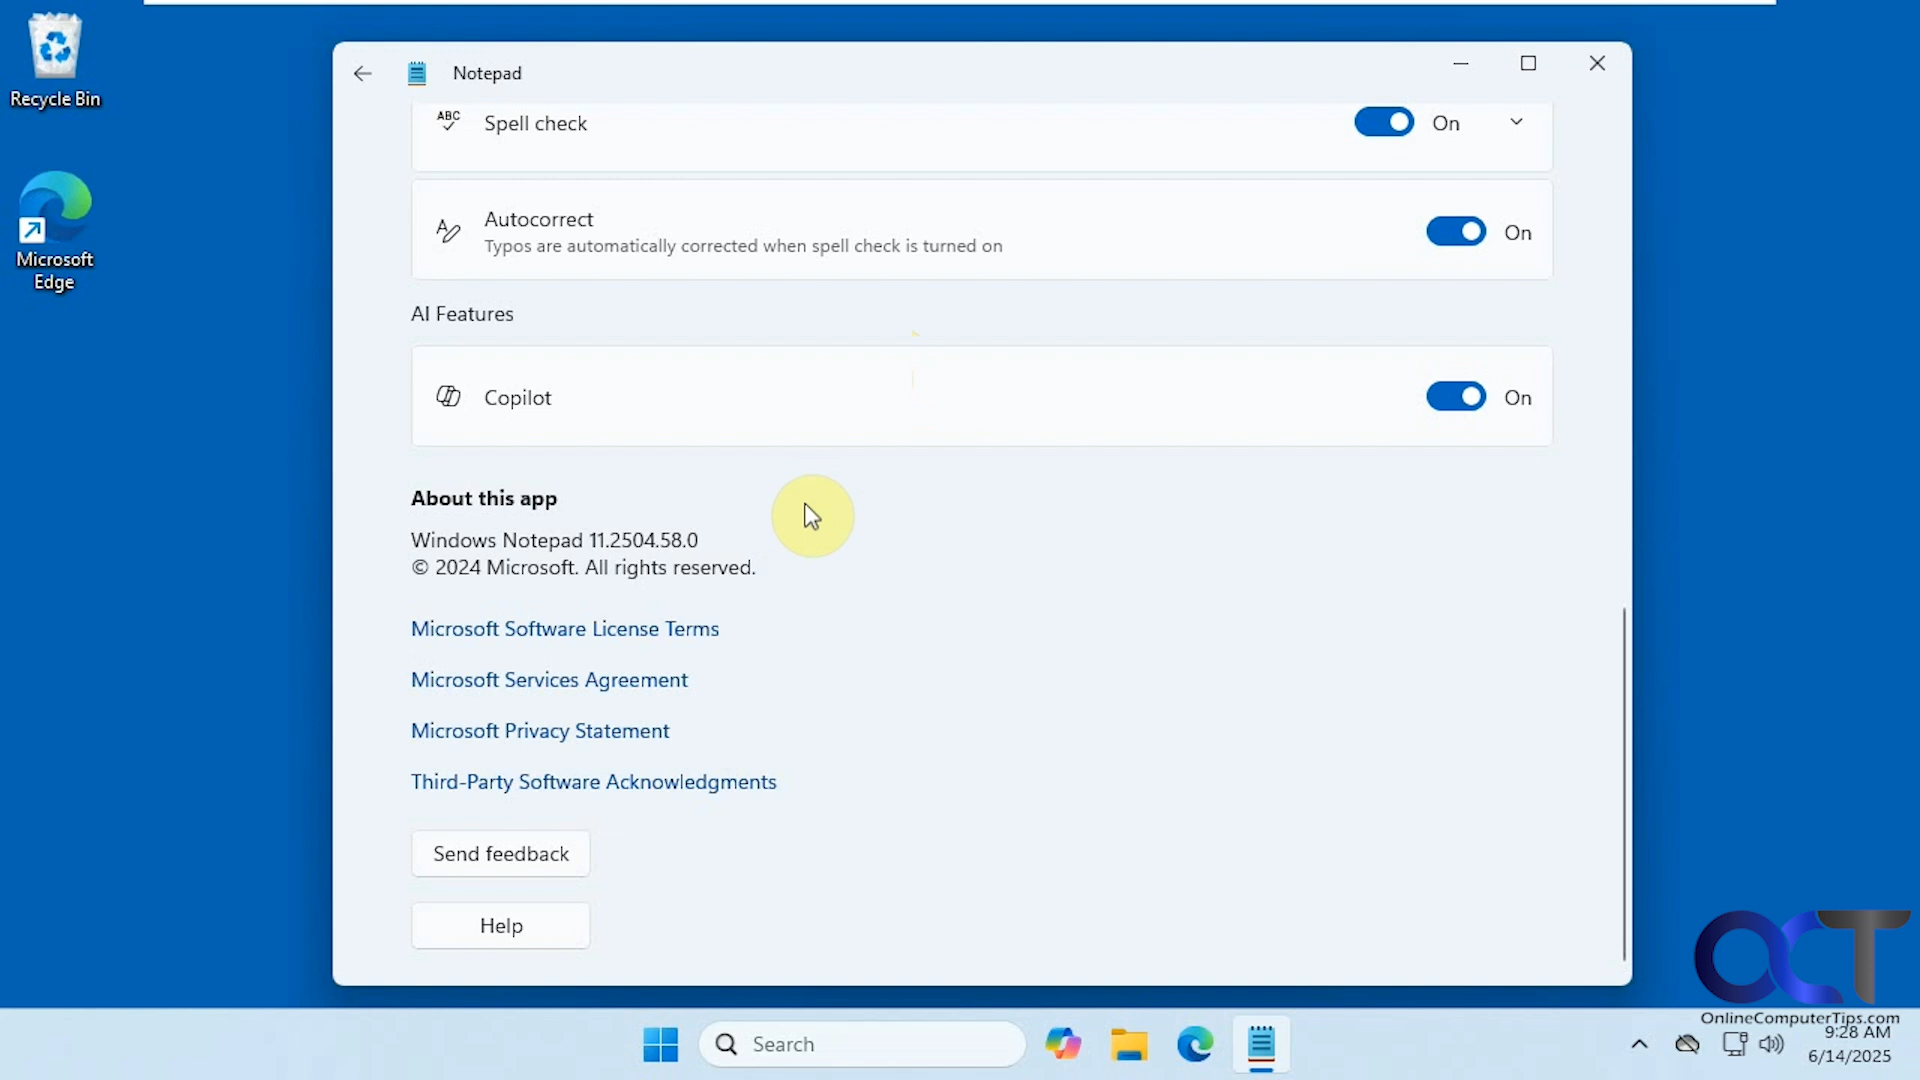 Recycle Bin
Microsoft
Edge
Notepad
ABC
Spell check
On
Autocorrect
Typos are automatically corrected when spell check is turned on
On
AI Features
Copilot
On
About this app
Windows Notepad 11.2504.58.0
© 2024 Microsoft. All rights reserved.
Microsoft Software License Terms
Microsoft Services Agreement
Microsoft Privacy Statement
Third-Party Software Acknowledgments
Send feedback
Help
OCT
OnlineComputerTips.com
Search
9:28 AM
6/14/2025